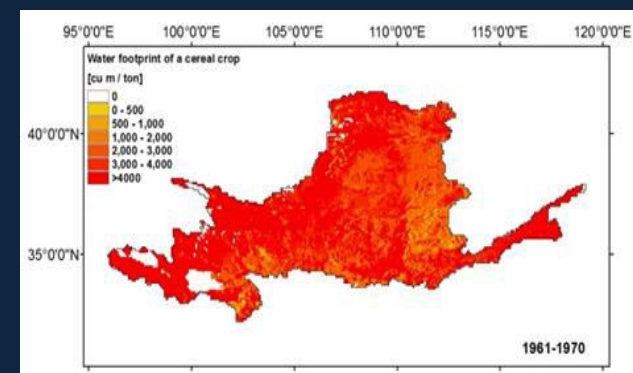 95°0'0"E 100°0'0"E 105°0'0"E 110°0'0"E 115°0'0"E 120°0'0"E
Water footprint of a cereal crop
[cu m / ton]
0
0 - 500
500 - 1,000
1,000 - 2,000
2,000 - 3,000
3,000 - 4,000
>4000
40°0'0"N
35°0'0"N
1961-1970